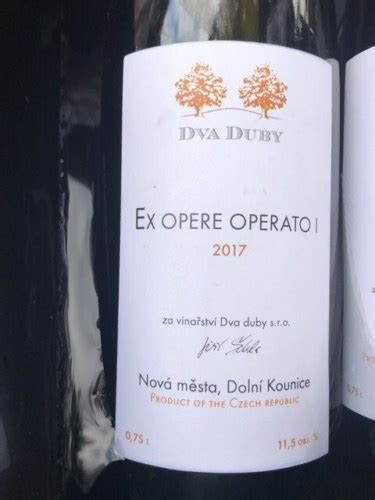 DVA DUBY
EX OPERE OPERATO I
2017
za vinařství Dva duby s.r.o.
Nová města, Dolní Kounice
PRODUCT OF THE CZECH REPUBLIC
0,75 L 11,5 OBJ. %